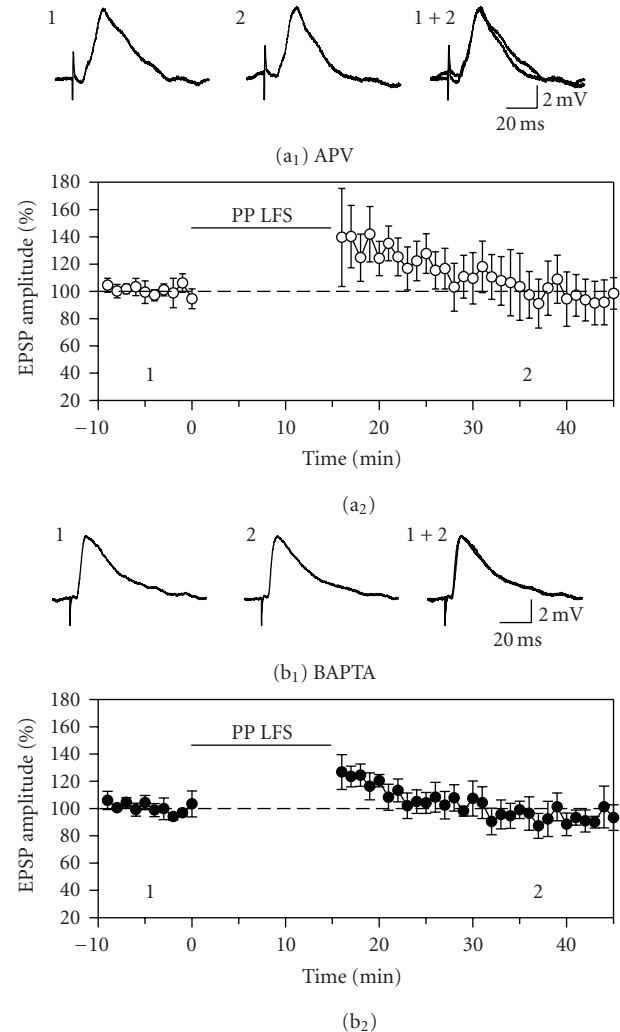 1 2 1 + 2
2 mV
20 ms
(a1) APV
180
160
140
120
100
80
60
40
20
EPSP amplitude (%)
PP LFS
1 2
−10 0 10 20 30 40
Time (min)
(a2)
1 2 1 + 2
2 mV
20 ms
(b1) BAPTA
180
160
140
120
100
80
60
40
20
EPSP amplitude (%)
PP LFS
1 2
−10 0 10 20 30 40
Time (min)
(b2)